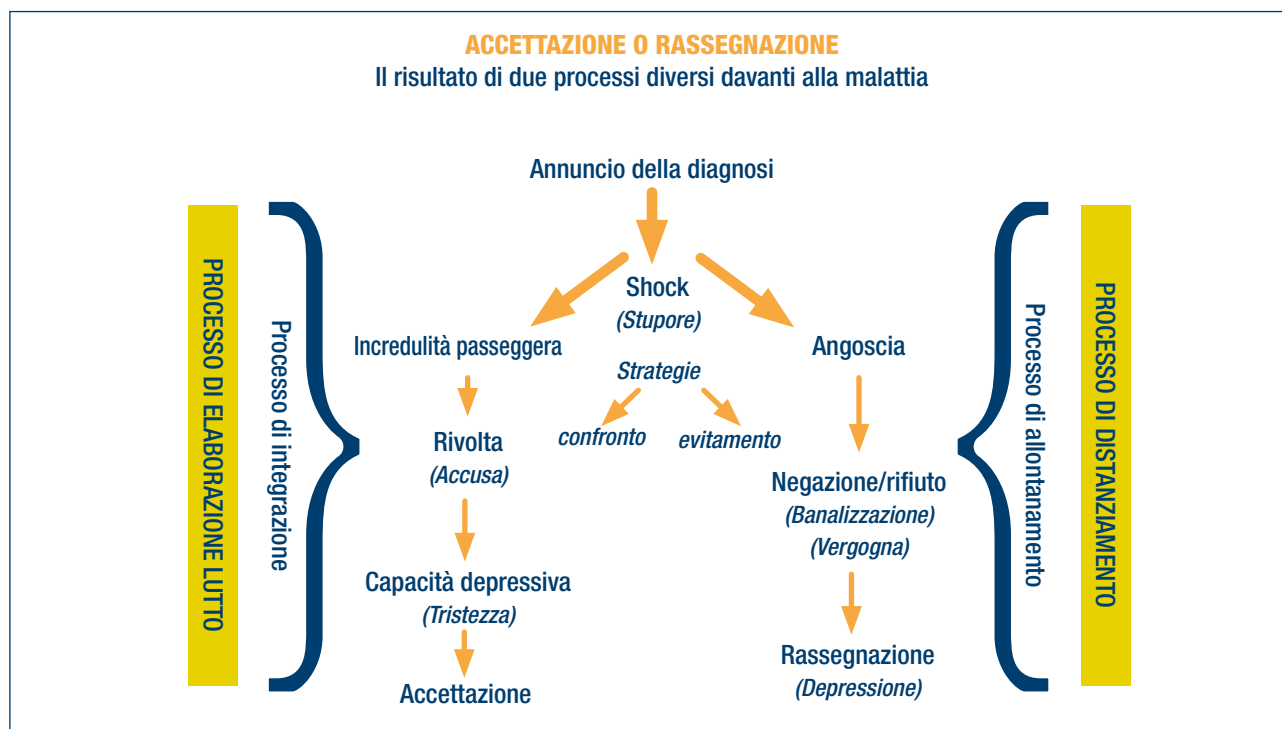 ACCETTAZIONE O RASSEGNAZIONE
Il risultato di due processi diversi davanti alla malattia
Annuncio della diagnosi
Shock
(Stupore)
Strategie
confronto
evitamento
PROCESSO DI ELABORAZIONE LUTTO
Processo di integrazione
Incredulità passeggera
Rivolta
(Accusa)
Capacità depressiva
(Tristezza)
Accettazione
Angoscia
Negazione/rifiuto
(Banalizzazione)
(Vergogna)
Rassegnazione
(Depressione)
Processo di allontanamento
PROCESSO DI DISTANZIAMENTO